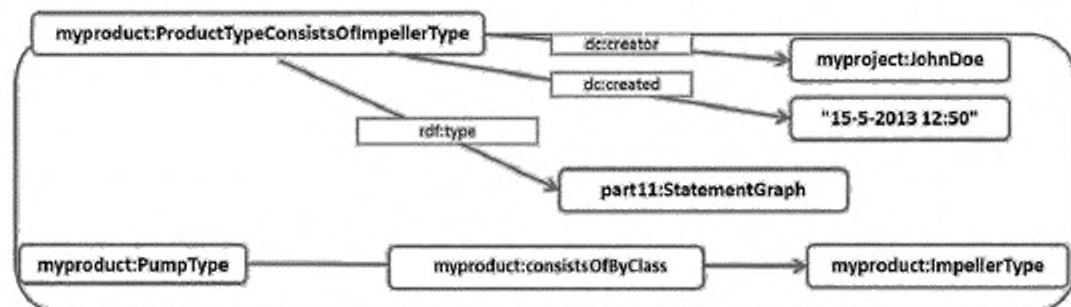 myproduct:ProductTypeConsistsOfImpellerType
dc:creator
myproject:JohnDoe
dc:created
"15-5-2013 12:50"
rdf:type
part11:StatementGraph
myproduct:PumpType
myproduct:consistsOfByClass
myproduct:ImpellerType